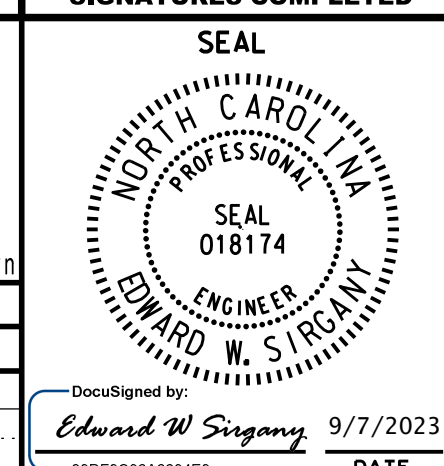 SIGNATURES COMPLETED
SEAL
NORTH CAROLINA
PROFESSIONAL
SEAL
018174
ENGINEER
EDWARD W. SIRGANY
n
DocuSigned by:
Edward W Sirgany
9/7/2023
DATE